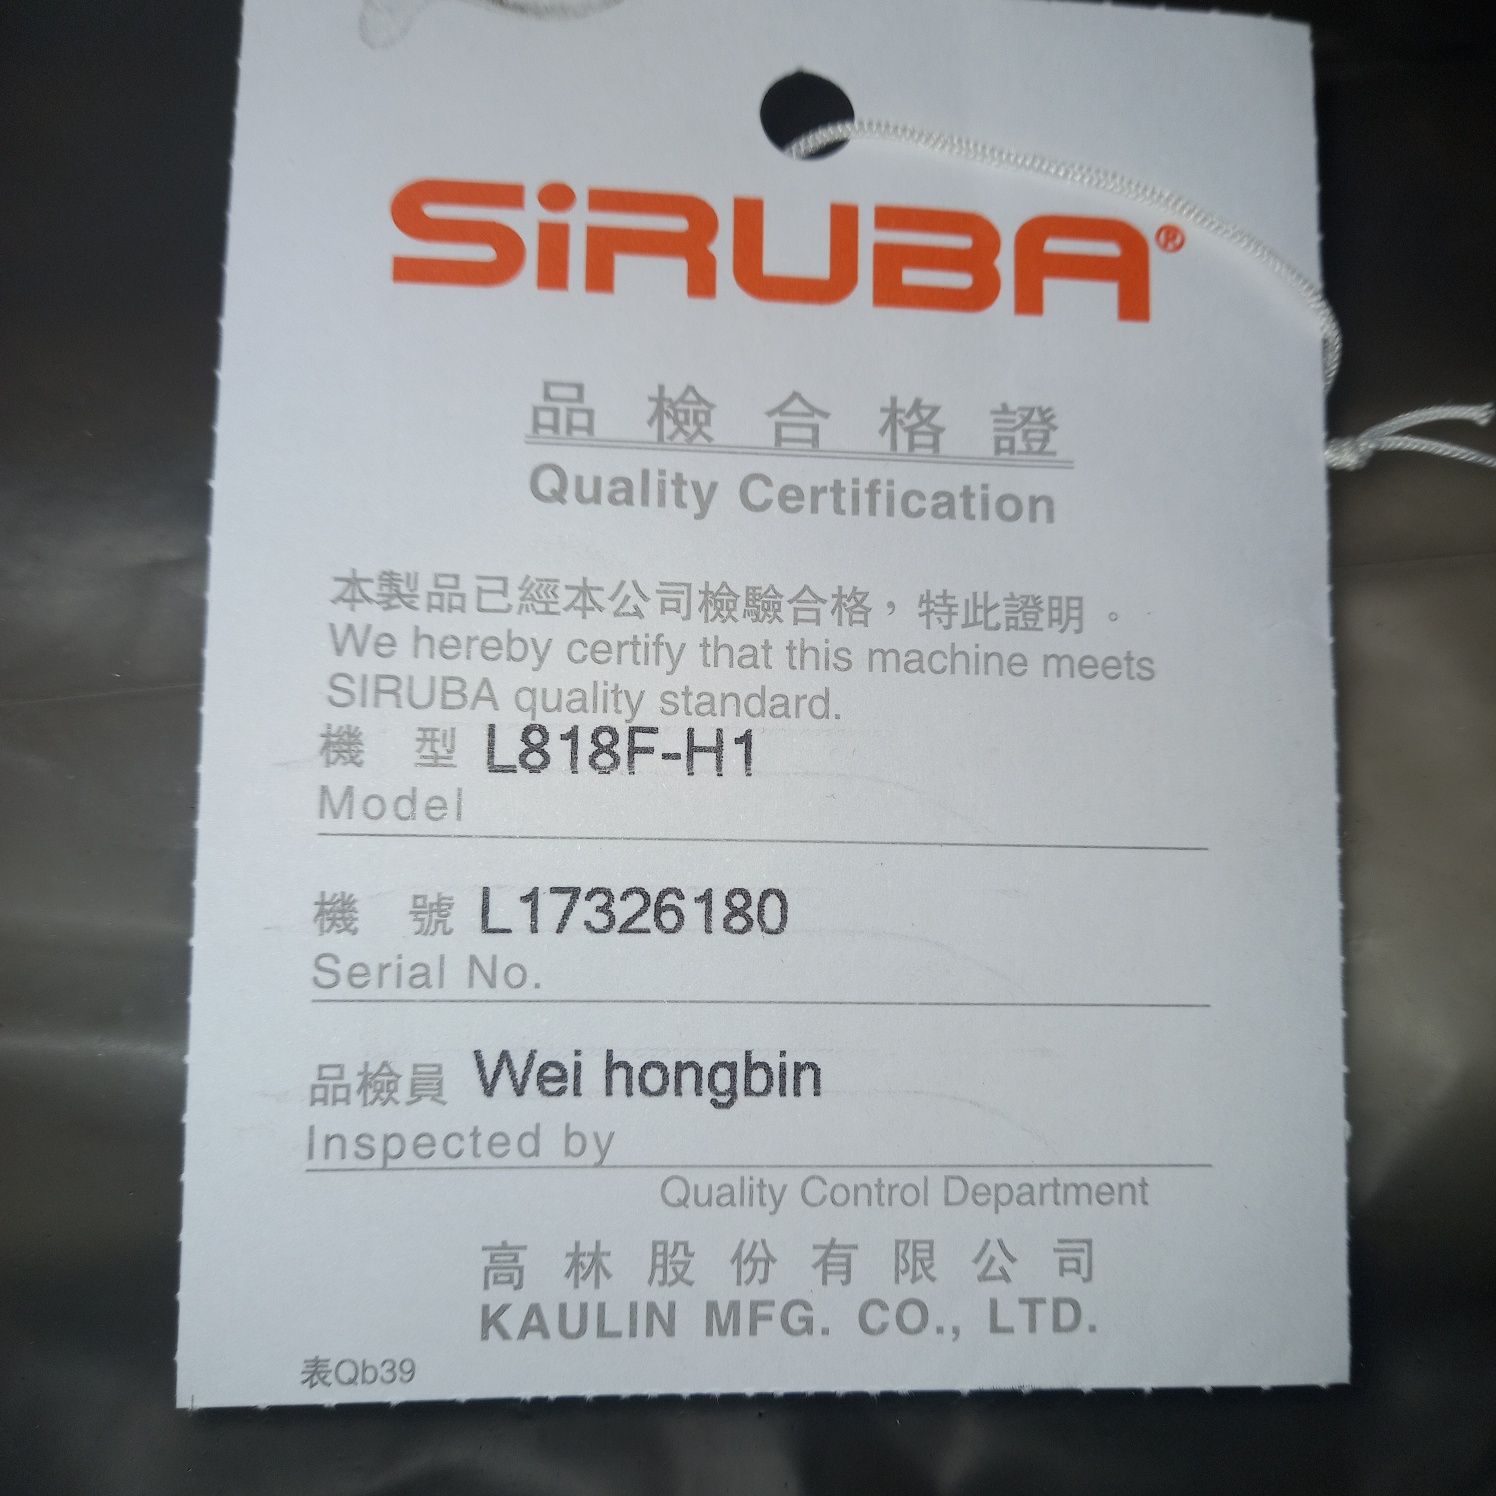 SiRUBA®
品檢合格證
Quality Certification
本製品已經本公司檢驗合格，特此證明。
We hereby certify that this machine meets
SIRUBA quality standard.
機 型 L818F-H1
Model
機 號 L17326180
Serial No.
品檢員 Wei hongbin
Inspected by
Quality Control Department
高林股份有限公司
KAULIN MFG. CO., LTD.
表Qb39